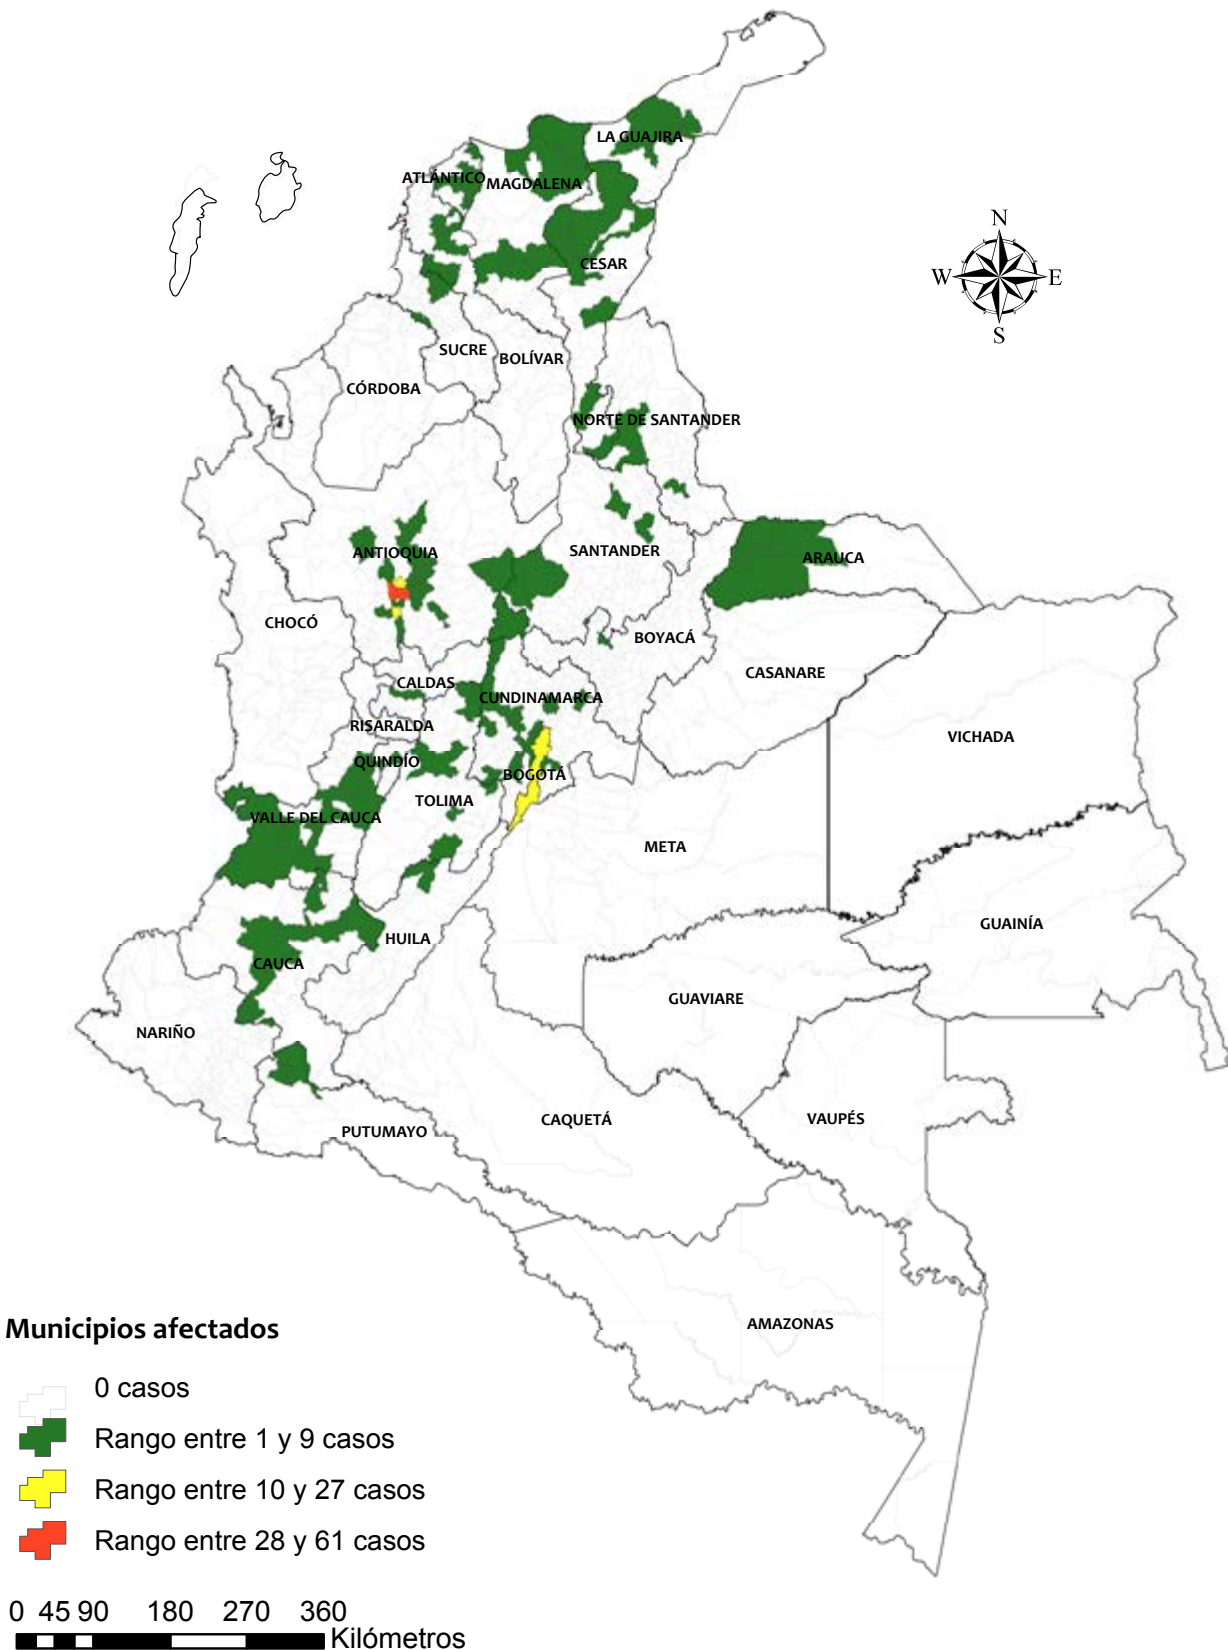 LA GUAJIRA
ATLÁNTICO
MAGDALENA
N
W
E
S
CESAR
SUCRE
BOLÍVAR
CÓRDOBA
NORTE DE SANTANDER
ANTIOQUIA
SANTANDER
ARAUCA
CHOCÓ
BOYACÁ
CASANARE
CALDAS
CUNDINAMARCA
RISARALDA
VICHADA
QUINDÍO
BOGOTÁ
TOLIMA
VALLE DEL CAUCA
META
GUAINÍA
HUILA
CAUCA
GUAVIARE
NARIÑO
CAQUETÁ
VAUPÉS
PUTUMAYO
AMAZONAS
Municipios afectados
0 casos
Rango entre 1 y 9 casos
Rango entre 10 y 27 casos
Rango entre 28 y 61 casos
0 45 90 180 270 360
Kilómetros